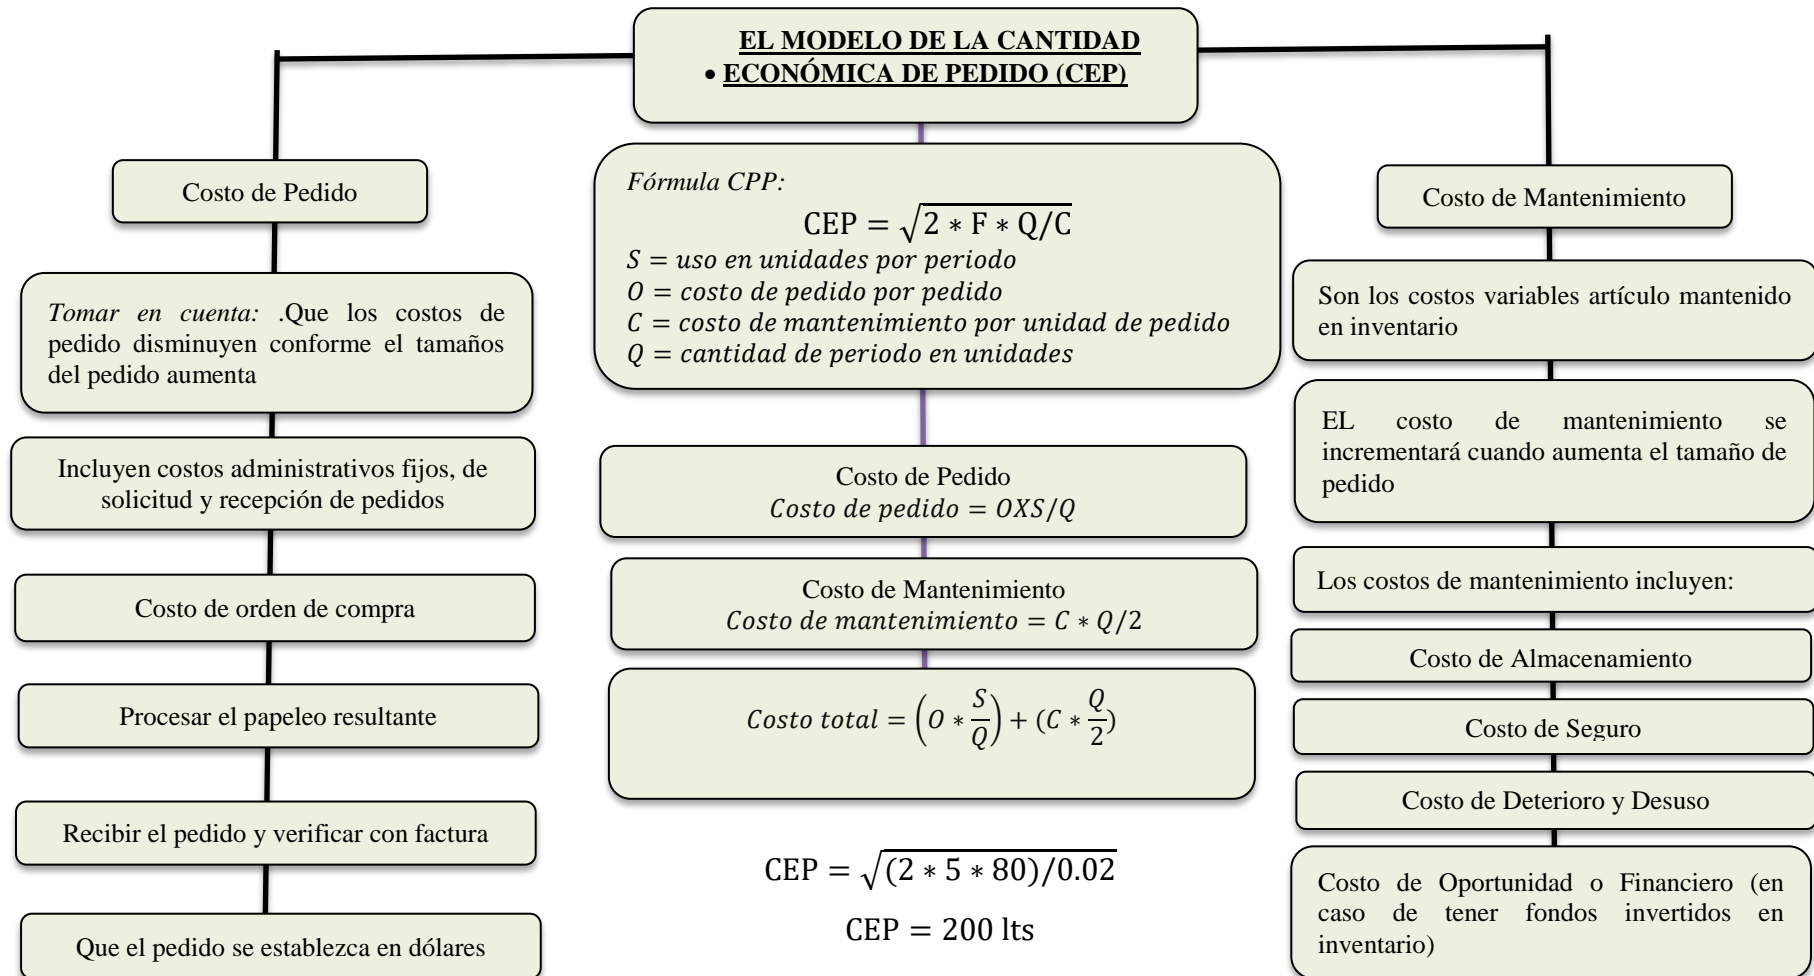 EL MODELO DE LA CANTIDAD
• ECONÓMICA DE PEDIDO (CEP)
Costo de Pedido
Tomar en cuenta: .Que los costos de
pedido disminuyen conforme el tamaños
del pedido aumenta
Incluyen costos administrativos fijos, de
solicitud y recepción de pedidos
Costo de orden de compra
Procesar el papeleo resultante
Recibir el pedido y verificar con factura
Que el pedido se establezca en dólares
Fórmula CPP:
CEP = √2 ∗ F ∗ Q/C
S = uso en unidades por periodo
O = costo de pedido por pedido
C = costo de mantenimiento por unidad de pedido
Q = cantidad de periodo en unidades
Costo de Pedido
Costo de pedido = OXS/Q
Costo de Mantenimiento
Costo de mantenimiento = C ∗ Q/2
Costo total = (O ∗ S/Q) + (C ∗ Q/2)
CEP = √(2 ∗ 5 ∗ 80)/0.02
CEP = 200 lts
Costo de Mantenimiento
Son los costos variables artículo mantenido
en inventario
EL costo de mantenimiento se
incrementará cuando aumenta el tamaño de
pedido
Los costos de mantenimiento incluyen:
Costo de Almacenamiento
Costo de Seguro
Costo de Deterioro y Desuso
Costo de Oportunidad o Financiero (en
caso de tener fondos invertidos en
inventario)